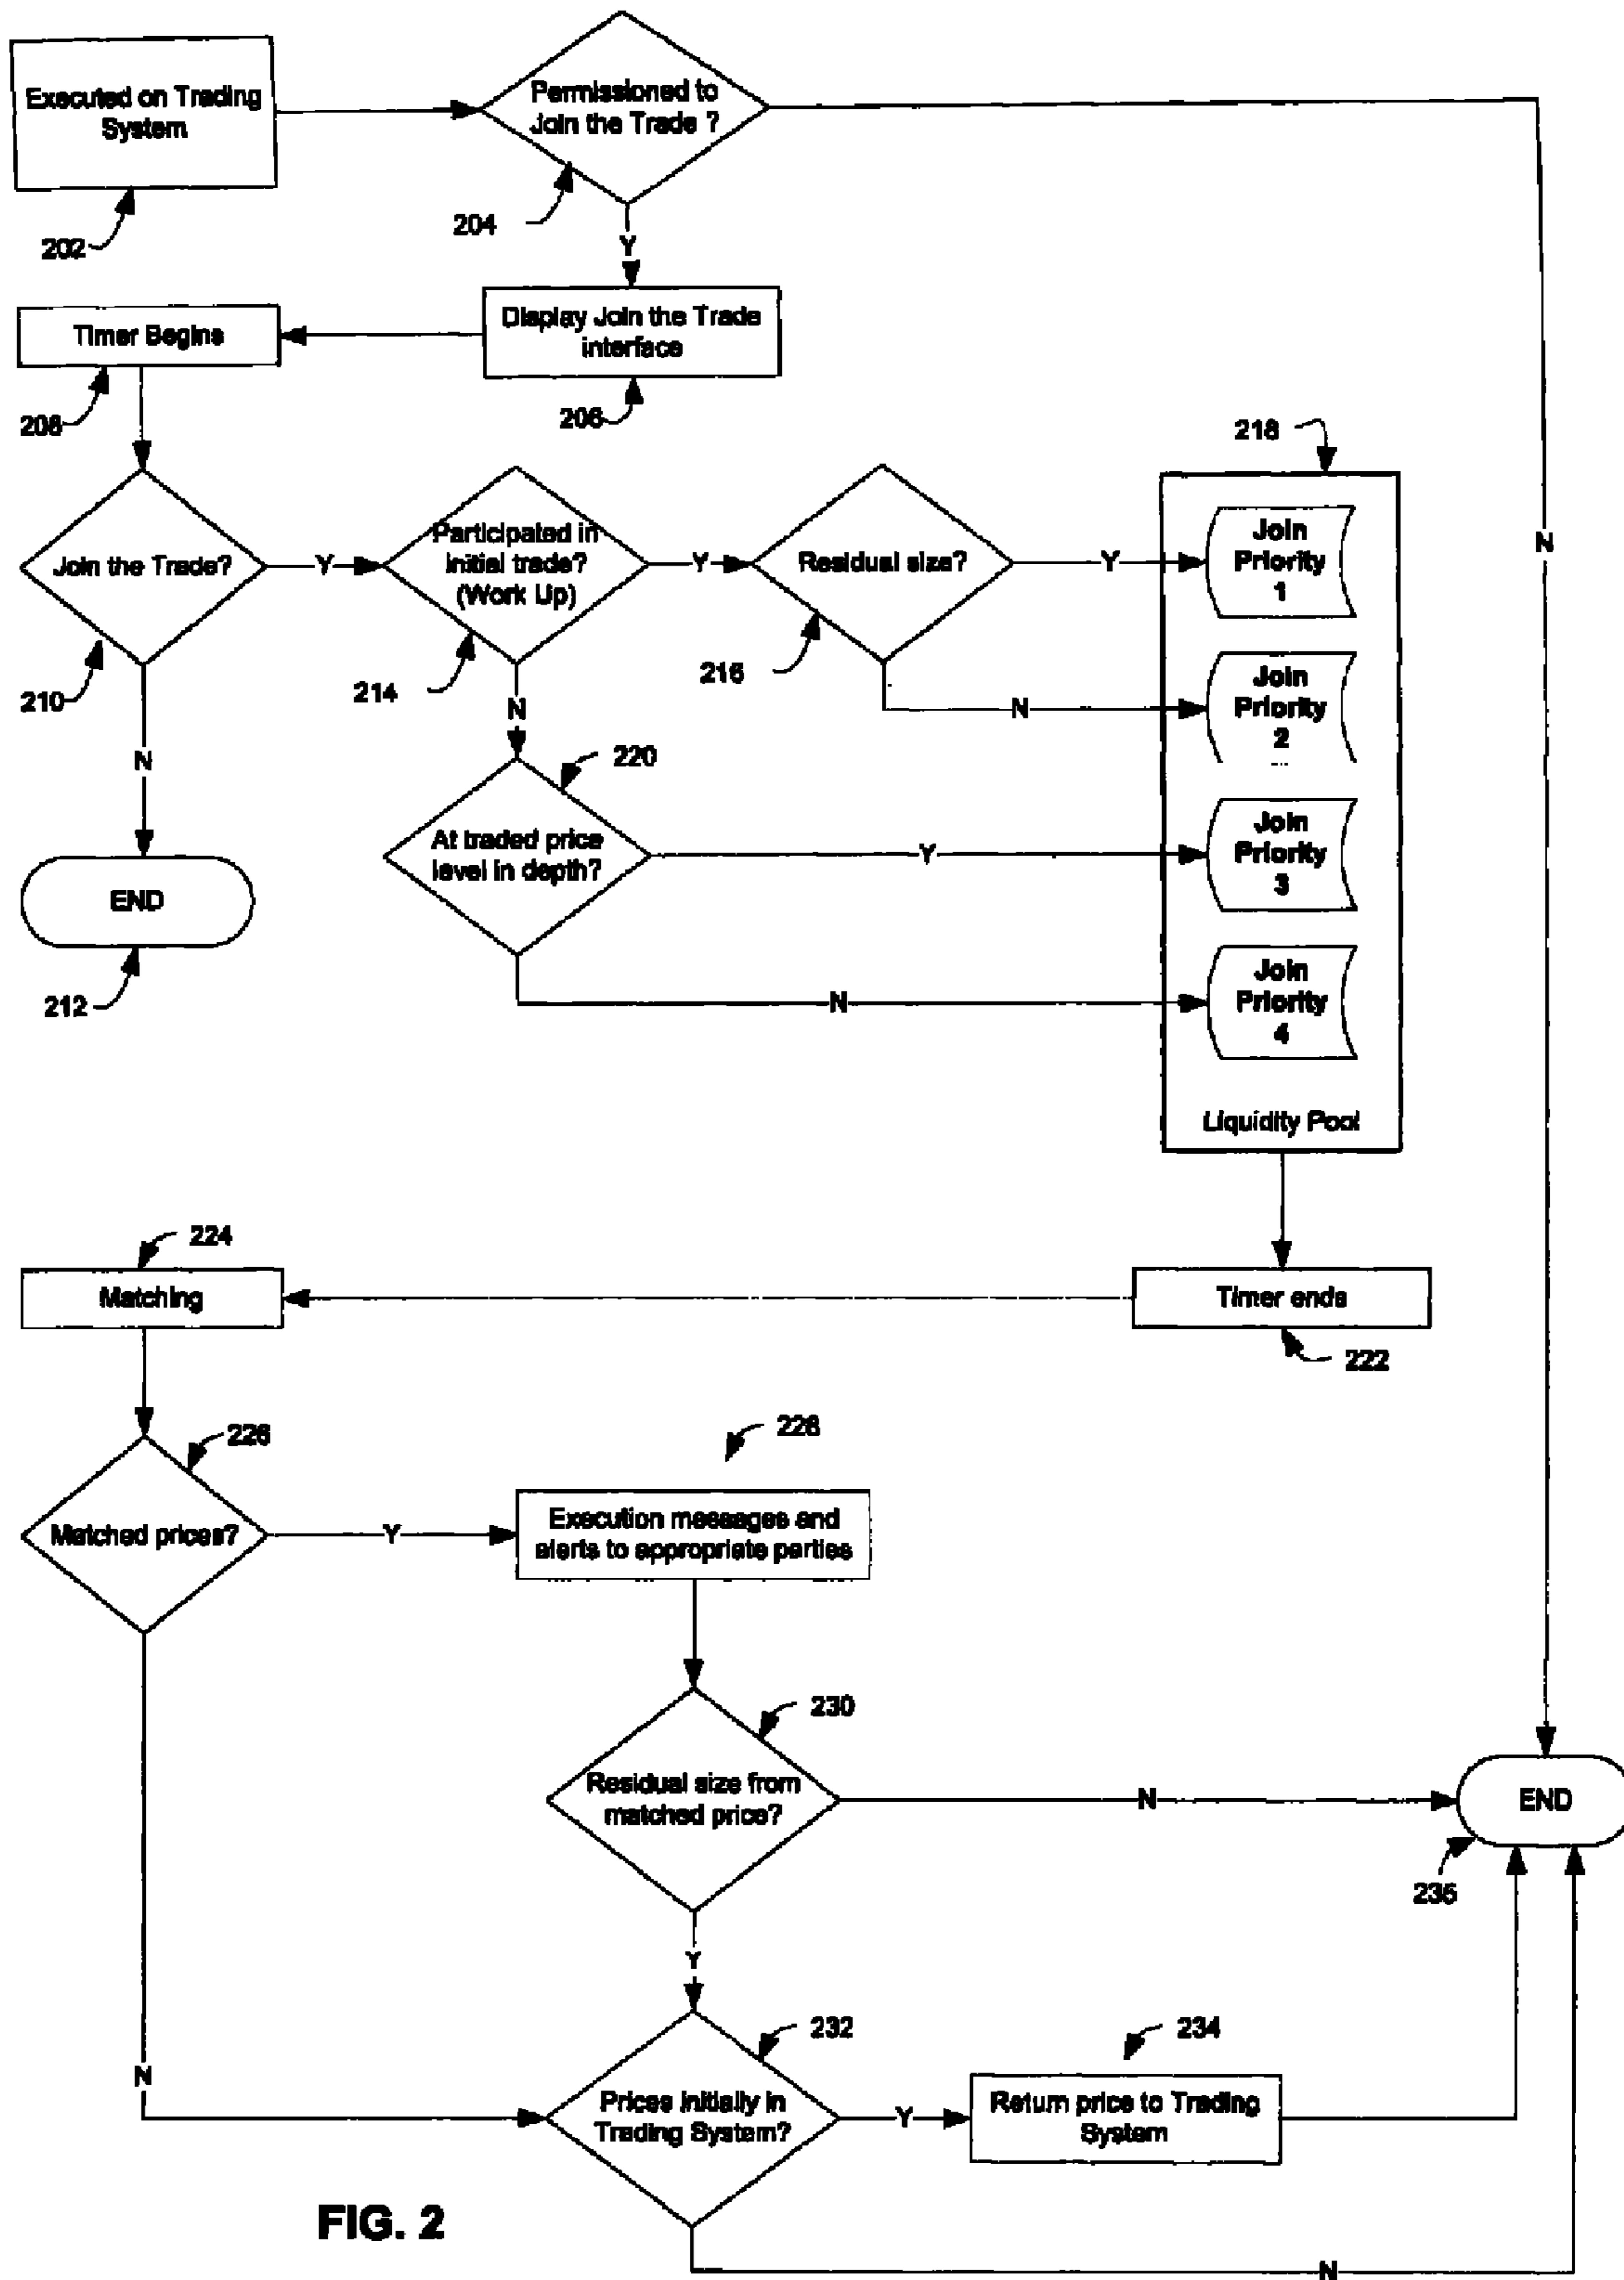 Executed on Trading
System
202
Permissioned to
Join the Trade ?
204
N
Y
Display Join the Trade
interface
206
Timer Begins
208
Join the Trade?
210
Y
N
END
212
Participated in
initial trade?
(Work Up)
214
Y
N
Residual size?
216
Y
N
218
Join
Priority
1
Join
Priority
2
Join
Priority
3
Join
Priority
4
Liquidity Pool
220
At traded price
level in depth?
Y
N
Timer ends
222
224
Matching
226
Matched prices?
Y
N
228
Execution messages and
alerts to appropriate parties
230
Residual size from
matched price?
N
Y
END
236
232
Prices initially in
Trading System?
Y
N
234
Return price to Trading
System
FIG. 2